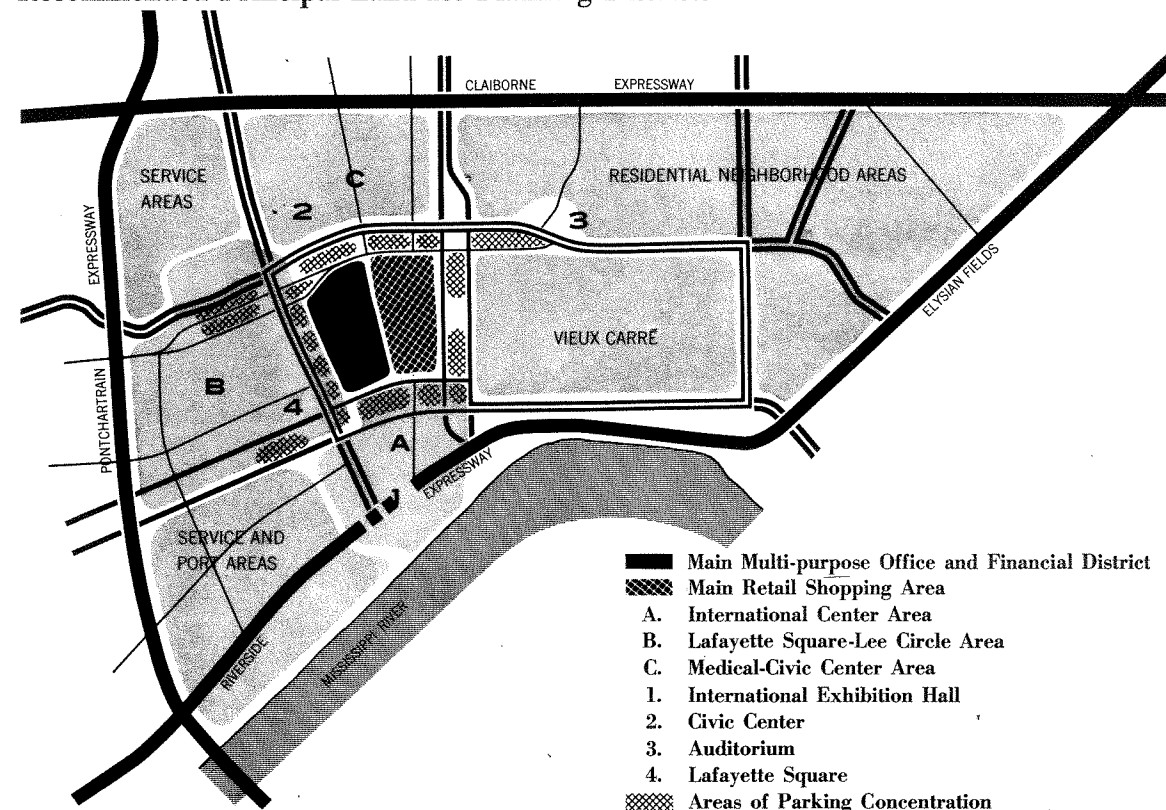 CLAIBORNE EXPRESSWAY
SERVICE
AREAS
C
2
RESIDENTIAL NEIGHBORHOOD AREAS
3
EXPRESSWAY
ELYSIAN FIELDS
VIEUX CARRÉ
B
4
PONTCHARTRAIN
A
EXPRESSWAY
1
SERVICE AND
PORT AREAS
RIVERSIDE
MISSISSIPPI RIVER
Main Multi-purpose Office and Financial District
Main Retail Shopping Area
A. International Center Area
B. Lafayette Square-Lee Circle Area
C. Medical-Civic Center Area
1. International Exhibition Hall
2. Civic Center
3. Auditorium
4. Lafayette Square
Areas of Parking Concentration